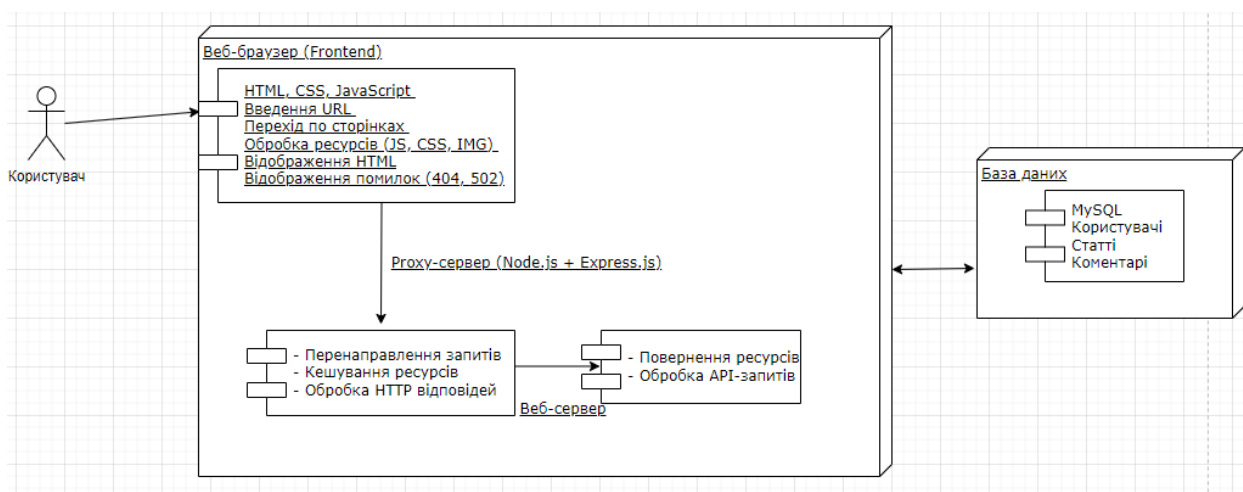 Веб-браузер (Frontend)
HTML, CSS, JavaScript
Введення URL
Перехід по сторінках
Обробка ресурсів (JS, CSS, IMG)
Відображення HTML
Відображення помилок (404, 502)
Користувач
База даних
MySQL
Користувачі
Статті
Коментарі
Proxy-сервер (Node.js + Express.js)
- Перенаправлення запитів
- Кешування ресурсів
- Обробка HTTP відповідей
- Повернення ресурсів
- Обробка API-запитів
Веб-сервер